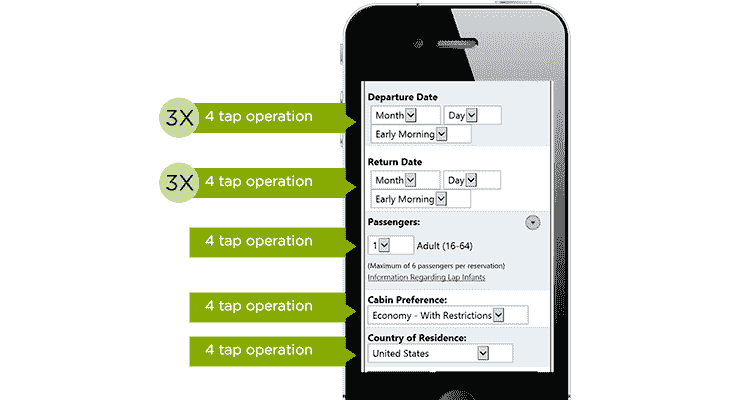 Departure Date
3X 4 tap operation
Month Day
Early Morning
Return Date
3X 4 tap operation
Month Day
Early Morning
Passengers:
4 tap operation
1 Adult (16-64)
(Maximum of 6 passengers per reservation)
Information Regarding Lap Infants
Cabin Preference:
4 tap operation
Economy - With Restrictions
Country of Residence:
4 tap operation
United States